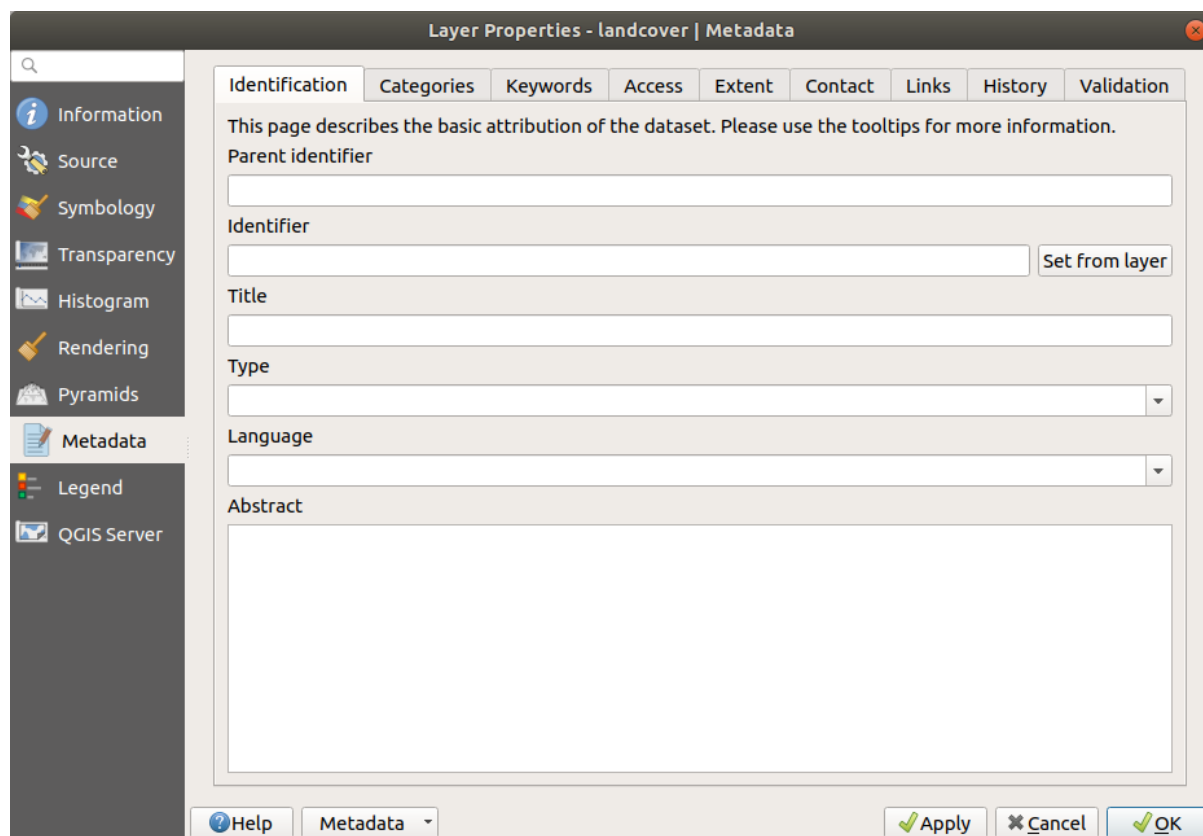 Layer Properties - landcover | Metadata
Information
Source
Symbology
Transparency
Histogram
Rendering
Pyramids
Metadata
Legend
QGIS Server
Identification Categories Keywords Access Extent Contact Links History Validation
This page describes the basic attribution of the dataset. Please use the tooltips for more information.
Parent identifier
Identifier
Set from layer
Title
Type
Language
Abstract
Help Metadata Apply Cancel OK